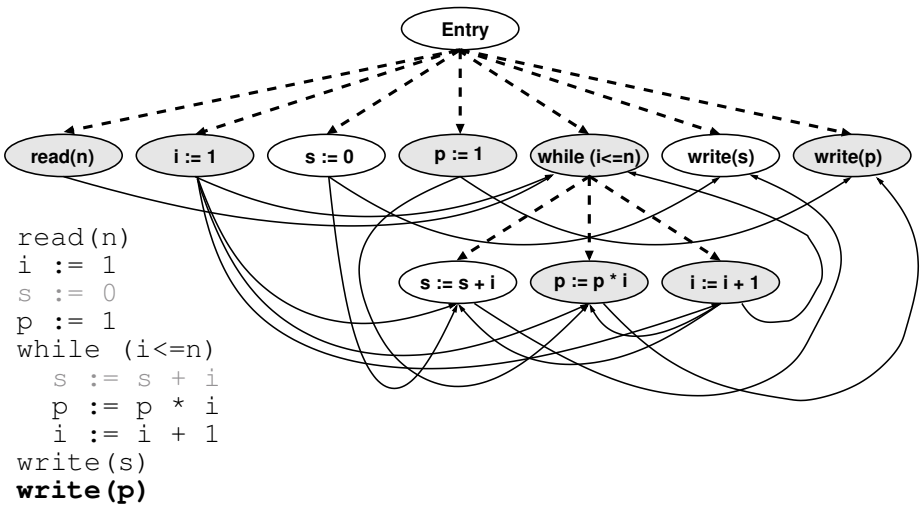 Entry
read(n) i := 1 s := 0 p := 1 while (i<=n) write(s) write(p)
s := s + i p := p * i i := i + 1
read(n)
i := 1
s := 0
p := 1
while (i<=n)
s := s + i
p := p * i
i := i + 1
write(s)
write(p)